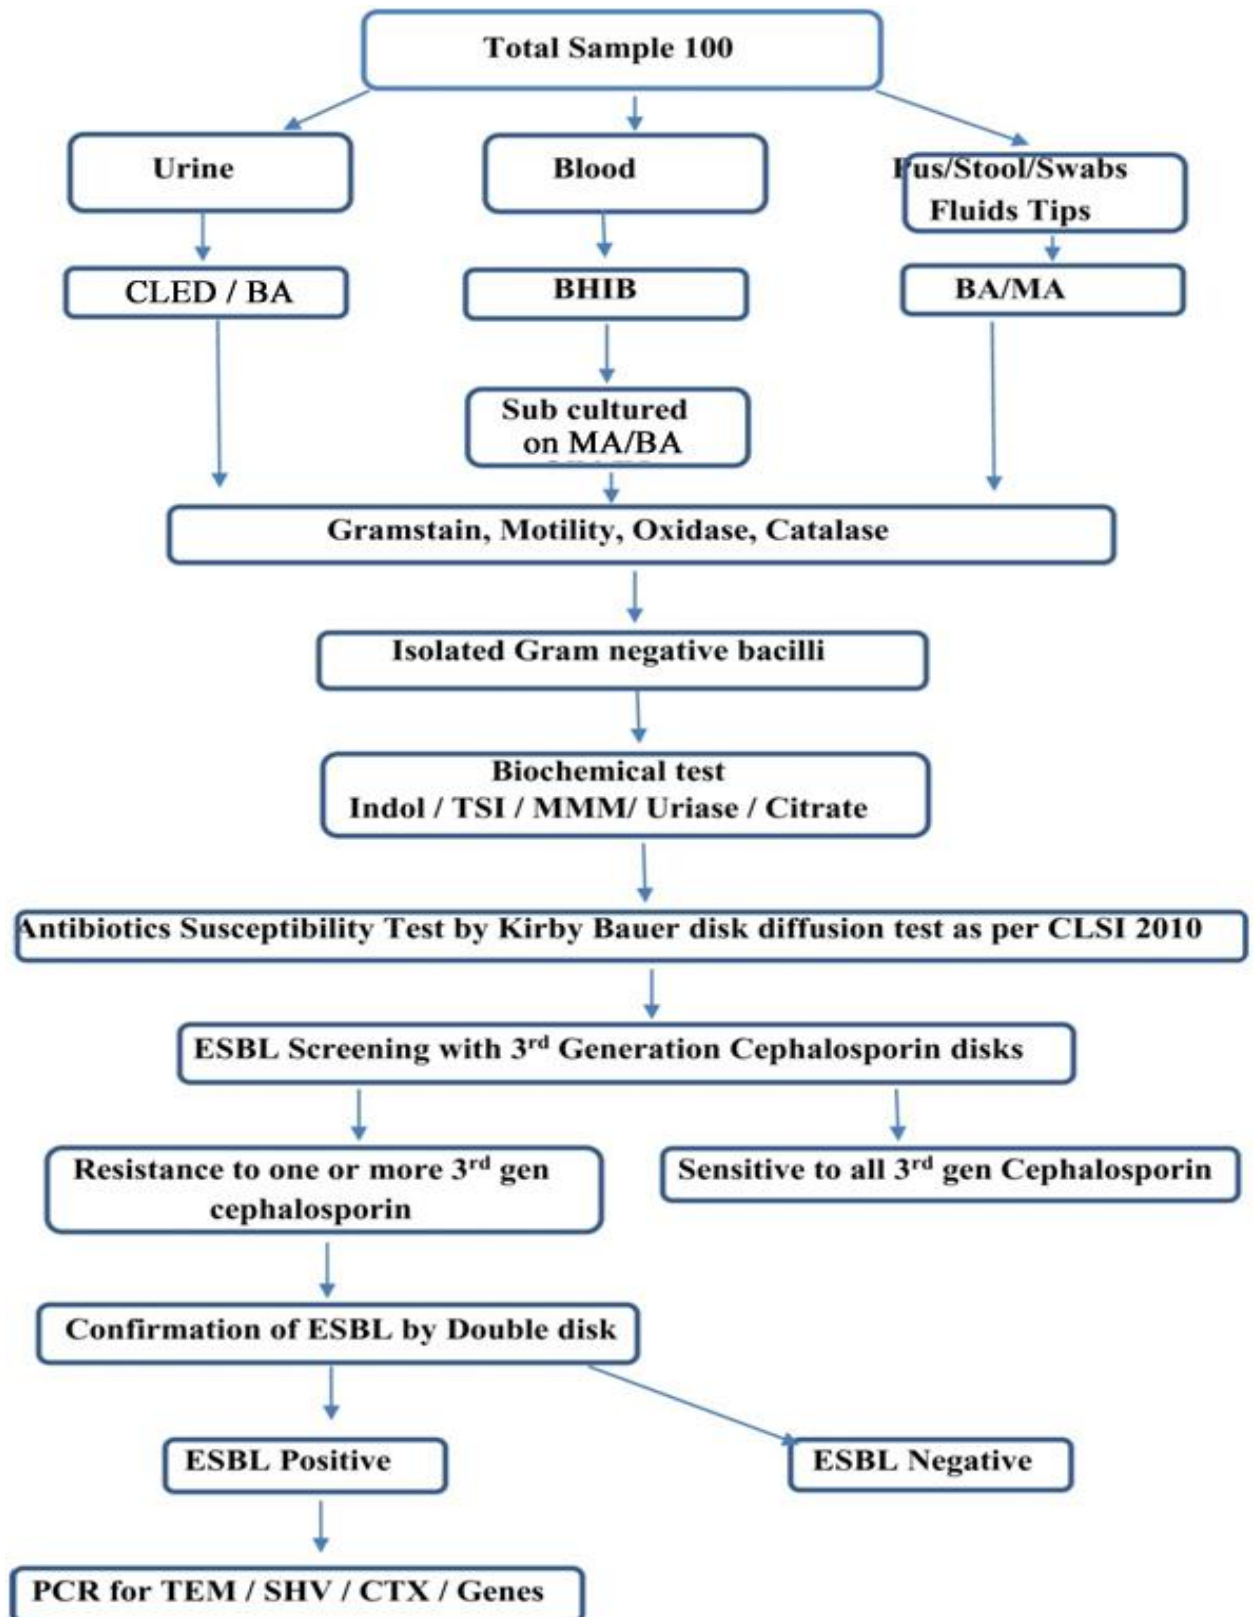 Total Sample 100
Urine
Blood
Pus/Stool/Swabs
Fluids Tips
CLED / BA
BHIB
BA/MA
Sub cultured
on MA/BA
Gramstain, Motility, Oxidase, Catalase
Isolated Gram negative bacilli
Biochemical test
Indol / TSI / MMM/ Uriase / Citrate
Antibiotics Susceptibility Test by Kirby Bauer disk diffusion test as per CLSI 2010
ESBL Screening with 3rd Generation Cephalosporin disks
Resistance to one or more 3rd gen
cephalosporin
Sensitive to all 3rd gen Cephalosporin
Confirmation of ESBL by Double disk
ESBL Positive
ESBL Negative
PCR for TEM / SHV / CTX / Genes